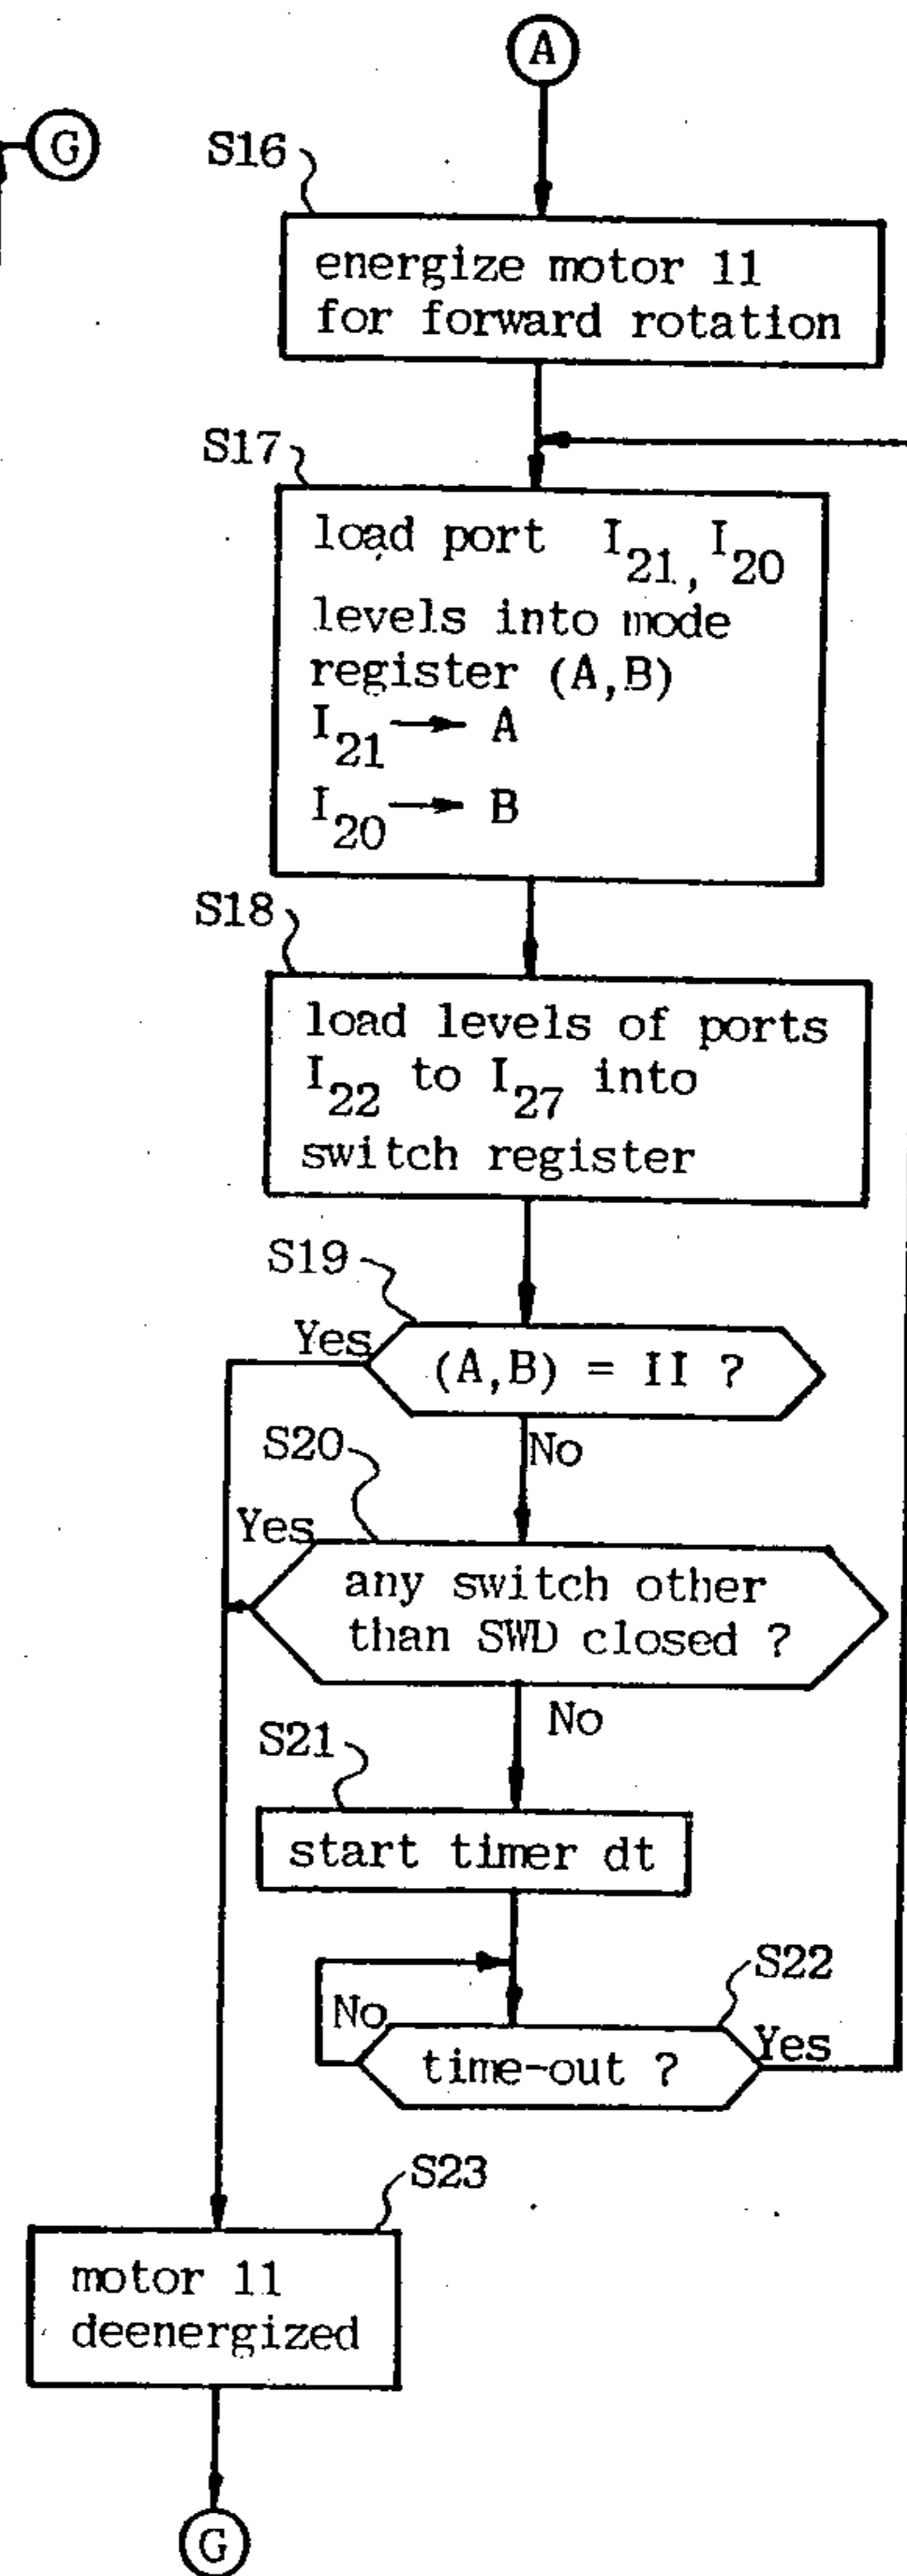 A
G
S16
energize motor 11
for forward rotation
S17
load port I21, I20
levels into mode
register (A,B)
I21 → A
I20 → B
S18
load levels of ports
I22 to I27 into
switch register
S19
Yes
(A,B) = II ?
No
S20
Yes
any switch other
than SWD closed ?
No
S21
start timer dt
S22
No
time-out ?
Yes
S23
motor 11
deenergized
G